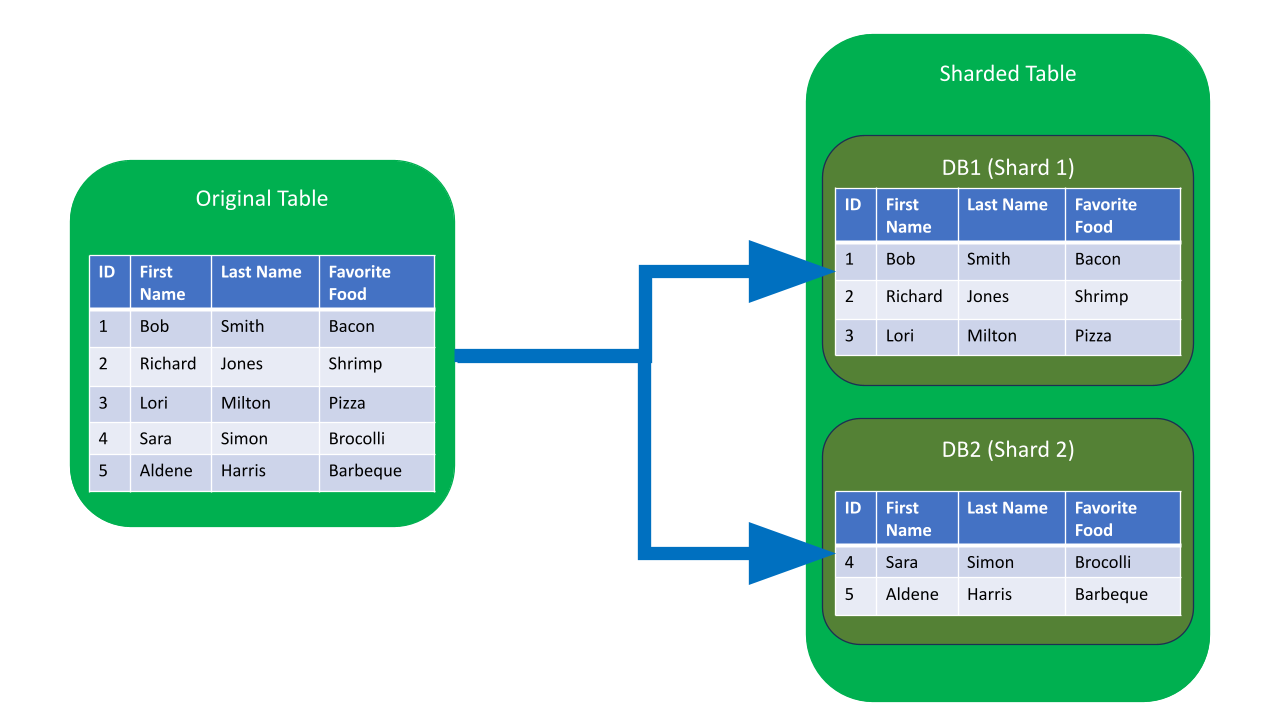 Original Table
ID First Name Last Name Favorite Food
1 Bob Smith Bacon
2 Richard Jones Shrimp
3 Lori Milton Pizza
4 Sara Simon Brocolli
5 Aldene Harris Barbeque
Sharded Table
DB1 (Shard 1)
ID First Name Last Name Favorite Food
1 Bob Smith Bacon
2 Richard Jones Shrimp
3 Lori Milton Pizza
DB2 (Shard 2)
ID First Name Last Name Favorite Food
4 Sara Simon Brocolli
5 Aldene Harris Barbeque